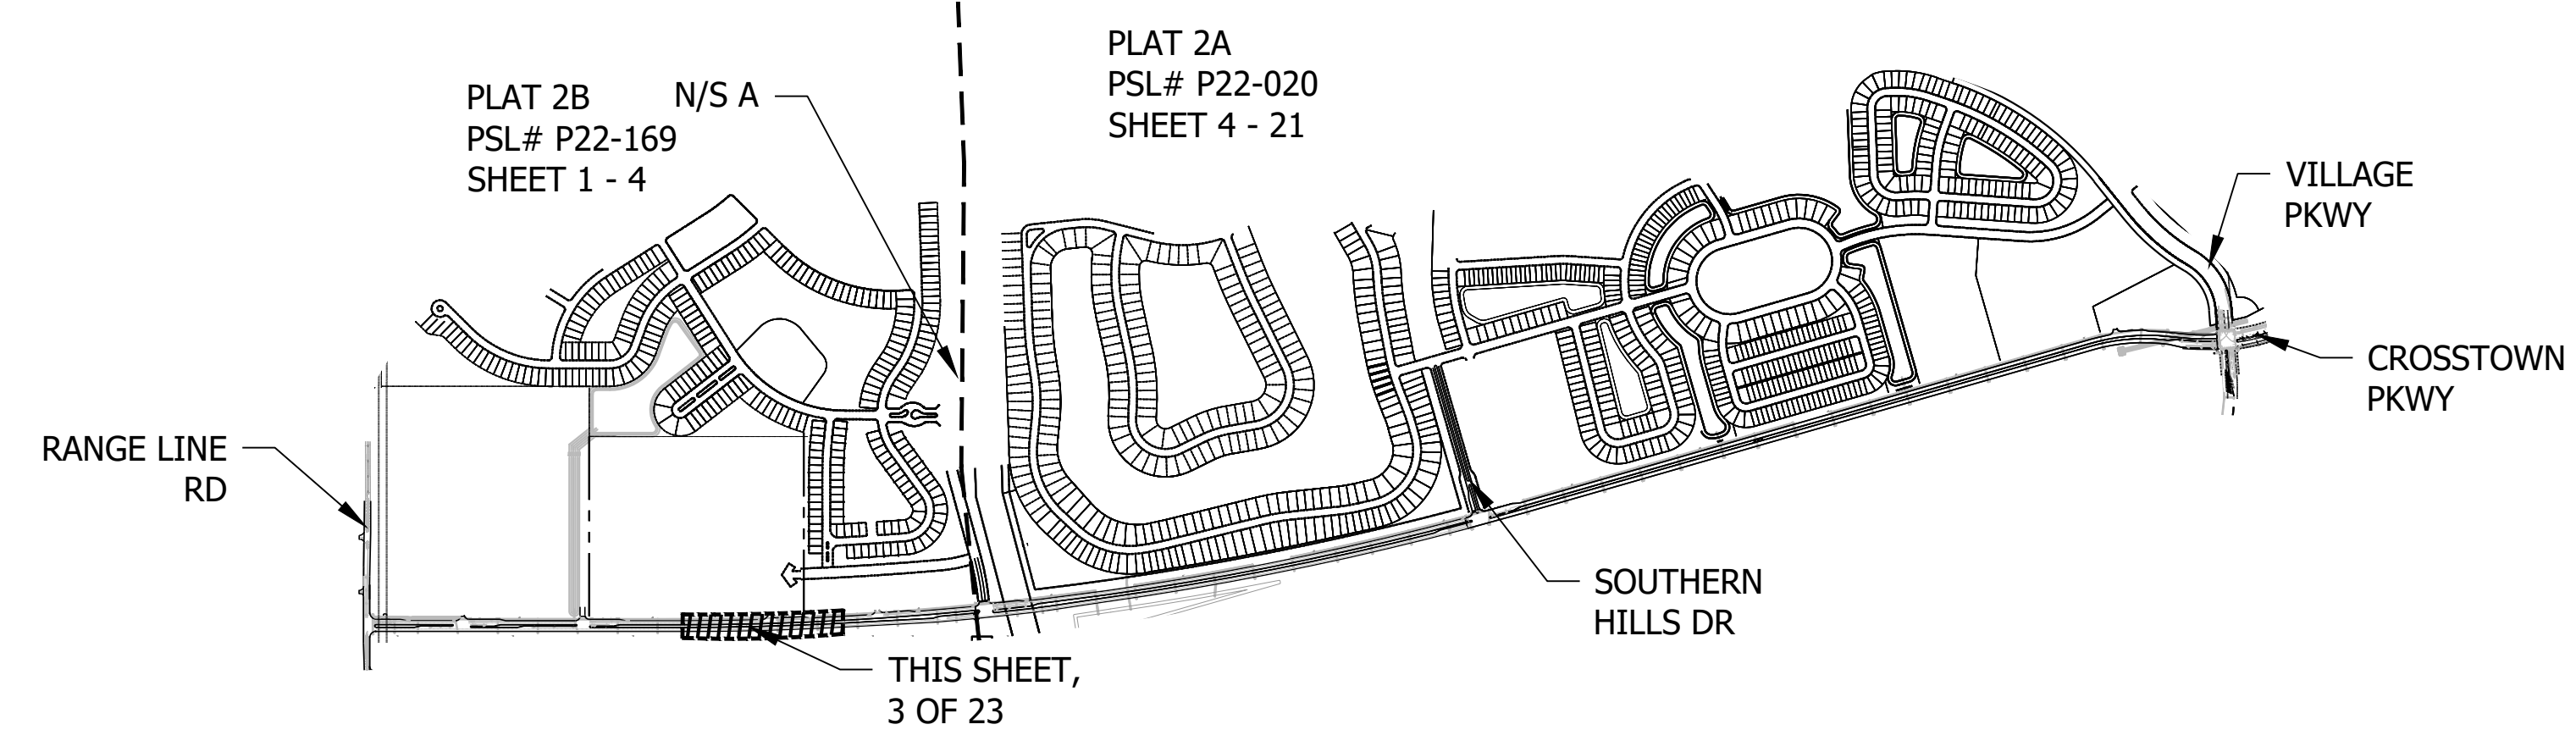 PLAT 2A
PSL# P22-020
SHEET 4 - 21
PLAT 2B
PSL# P22-169
SHEET 1 - 4
N/S A
VILLAGE
PKWY
CROSSTOWN
PKWY
RANGE LINE
RD
SOUTHERN
HILLS DR
THIS SHEET,
3 OF 23